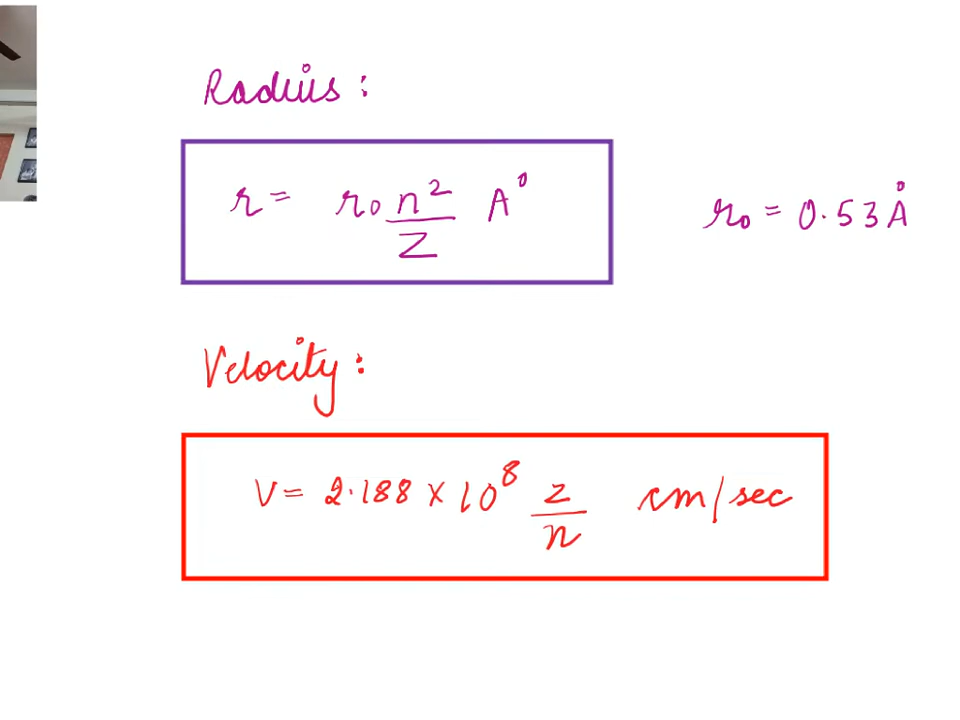 Radius :
r = r₀ n²/Z A°
r₀ = 0.53 Å
Velocity :
V = 2.188 × 10⁸ z/n cm/sec